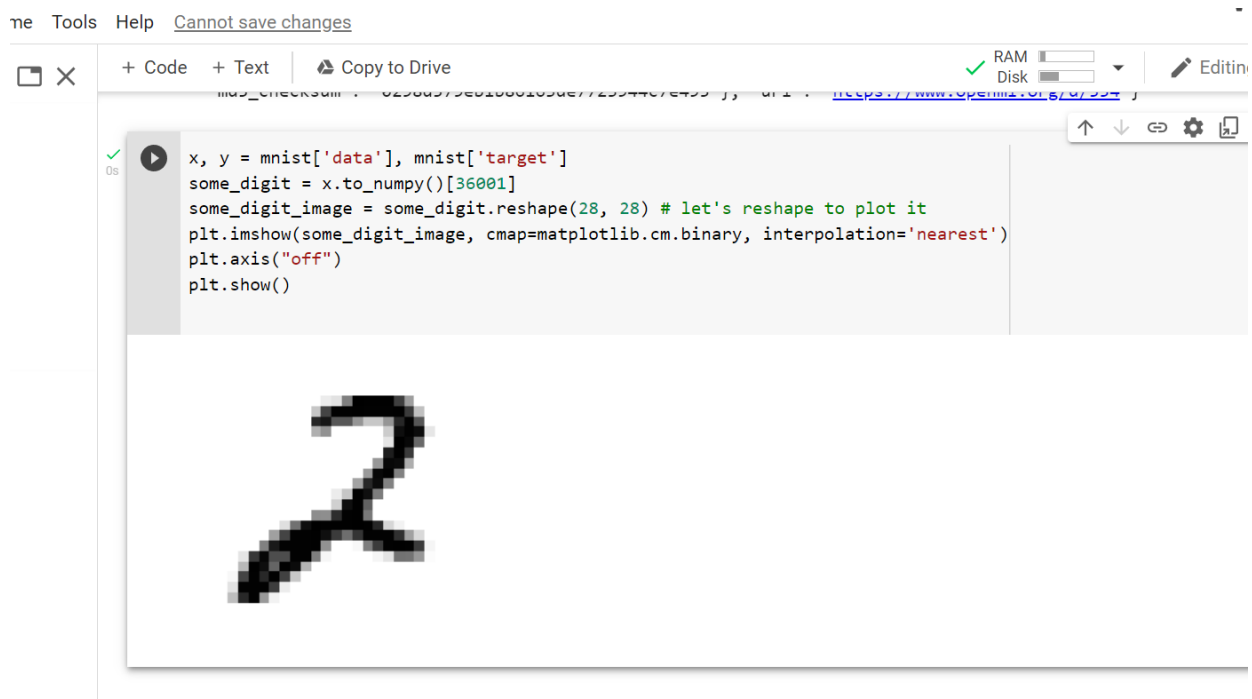 Tools Help Cannot save changes
+ Code + Text Copy to Drive
RAM
Disk
0s
x, y = mnist['data'], mnist['target']
some_digit = x.to_numpy()[36001]
some_digit_image = some_digit.reshape(28, 28) # let's reshape to plot it
plt.imshow(some_digit_image, cmap=matplotlib.cm.binary, interpolation='nearest')
plt.axis("off")
plt.show()
2